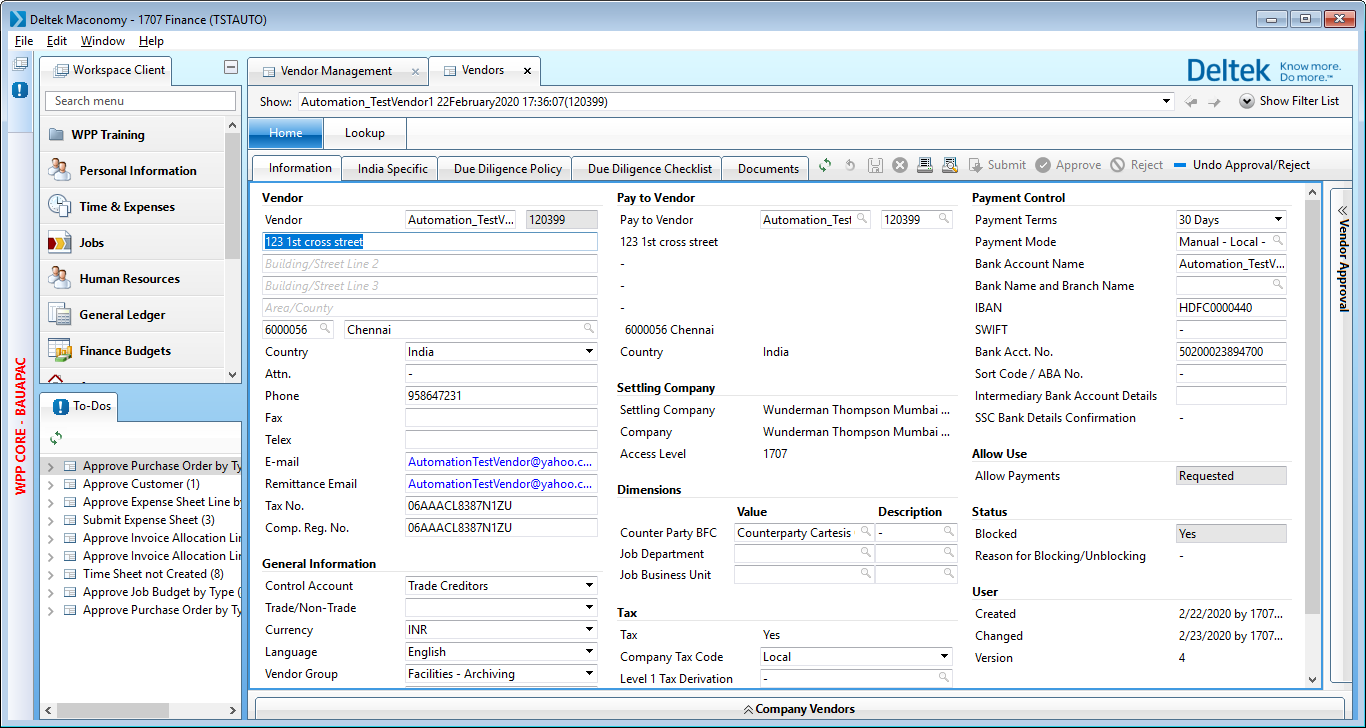 Deltek Maconomy - 1707 Finance (TSTAUTO)
File Edit Window Help
Workspace Client
Search menu
WPP Training
Personal Information
Time & Expenses
Jobs
Human Resources
General Ledger
Finance Budgets
WPP CORE - BAUAPAC
To-Dos
Approve Purchase Order by Ty
Approve Customer (1)
Approve Expense Sheet Line by
Submit Expense Sheet (3)
Approve Invoice Allocation Lin
Approve Invoice Allocation Lin
Time Sheet not Created (8)
Approve Job Budget by Type (
Approve Purchase Order by Ty
Vendor Management Vendors
Deltek Know more. Do more.™
Show: Automation_TestVendor1 22February2020 17:36:07(120399) Show Filter List
Home Lookup
Information India Specific Due Diligence Policy Due Diligence Checklist Documents Submit Approve Reject Undo Approval/Reject
Vendor
Vendor Automation_TestV... 120399
123 1st cross street
Building/Street Line 2
Building/Street Line 3
Area/County
6000056 Chennai
Country India
Attn. -
Phone 958647231
Fax
Telex
E-mail AutomationTestVendor@yahoo.c...
Remittance Email AutomationTestVendor@yahoo.c...
Tax No. 06AAACL8387N1ZU
Comp. Reg. No. 06AAACL8387N1ZU
General Information
Control Account Trade Creditors
Trade/Non-Trade
Currency INR
Language English
Vendor Group Facilities - Archiving
Pay to Vendor
Pay to Vendor Automation_Test 120399
123 1st cross street
-
-
-
6000056 Chennai
Country India
Settling Company
Settling Company Wunderman Thompson Mumbai ...
Company Wunderman Thompson Mumbai ...
Access Level 1707
Dimensions
Value Description
Counter Party BFC Counterparty Cartesis -
Job Department
Job Business Unit
Tax
Tax Yes
Company Tax Code Local
Level 1 Tax Derivation -
Payment Control
Payment Terms 30 Days
Payment Mode Manual - Local -
Bank Account Name Automation_TestV...
Bank Name and Branch Name
IBAN HDFC0000440
SWIFT -
Bank Acct. No. 50200023894700
Sort Code / ABA No. -
Intermediary Bank Account Details
SSC Bank Details Confirmation -
Allow Use
Allow Payments Requested
Status
Blocked Yes
Reason for Blocking/Unblocking -
User
Created 2/22/2020 by 1707...
Changed 2/23/2020 by 1707...
Version 4
Vendor Approval
Company Vendors